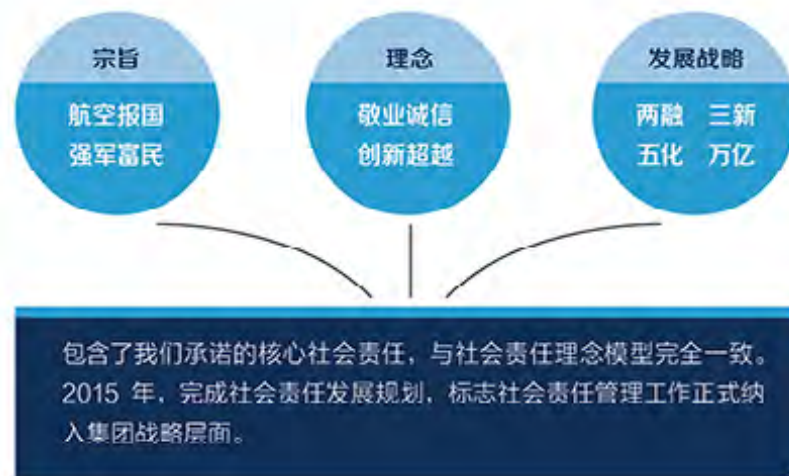 宗旨
航空报国
强军富民
理念
敬业诚信
创新超越
发展战略
两融 三新
五化 万亿
包含了我们承诺的核心社会责任，与社会责任理念模型完全一致。
2015 年，完成社会责任发展规划，标志社会责任管理工作正式纳
入集团战略层面。